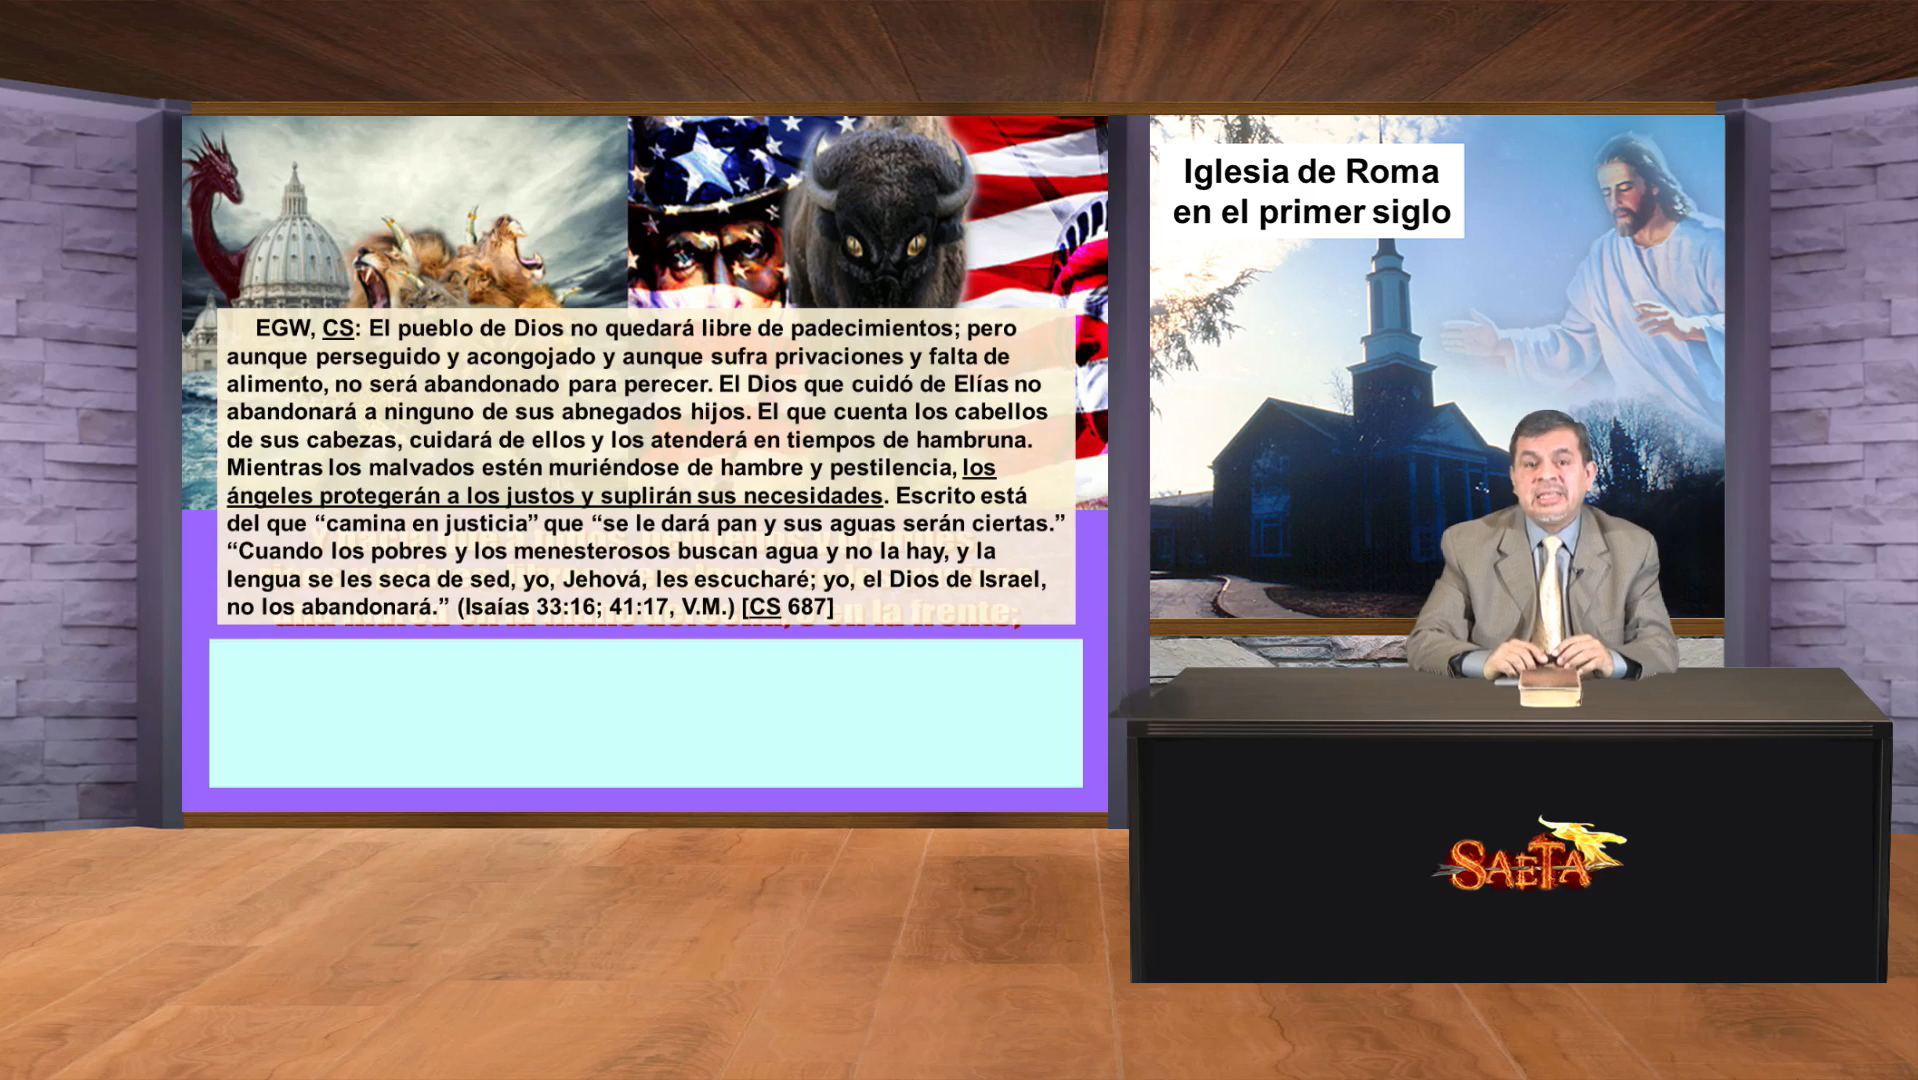 EGW, CS: El pueblo de Dios no quedará libre de padecimientos; pero
aunque perseguido y acongojado y aunque sufra privaciones y falta de
alimento, no será abandonado para perecer. El Dios que cuidó de Elías no
abandonará a ninguno de sus abnegados hijos. El que cuenta los cabellos
de sus cabezas, cuidará de ellos y los atenderá en tiempos de hambruna.
Mientras los malvados estén muriéndose de hambre y pestilencia, los
ángeles protegerán a los justos y suplirán sus necesidades. Escrito está
del que “camina en justicia” que “se le dará pan y sus aguas serán ciertas.”
“Cuando los pobres y los menesterosos buscan agua y no la hay, y la
lengua se les seca de sed, yo, Jehová, les escucharé; yo, el Dios de Israel,
no los abandonará.” (Isaías 33:16; 41:17, V.M.) [CS 687]
Iglesia de Roma
en el primer siglo
SAETA